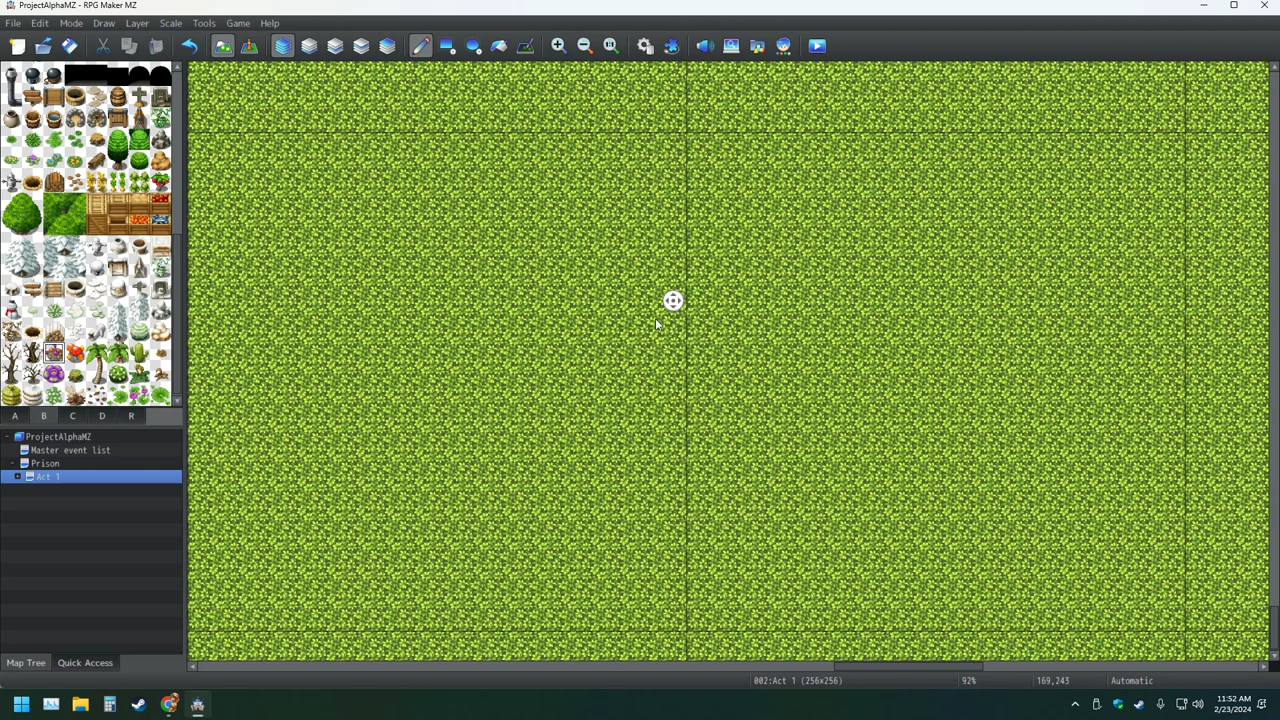 ProjectAlphaMZ - RPG Maker MZ
File Edit Mode Draw Layer Scale Tools Game Help
A B C D R
ProjectAlphaMZ
Master event list
Prison
Act 1
Map Tree Quick Access
002:Act 1 (256x256) 92% 169,243 Automatic
11:52 AM
2/23/2024